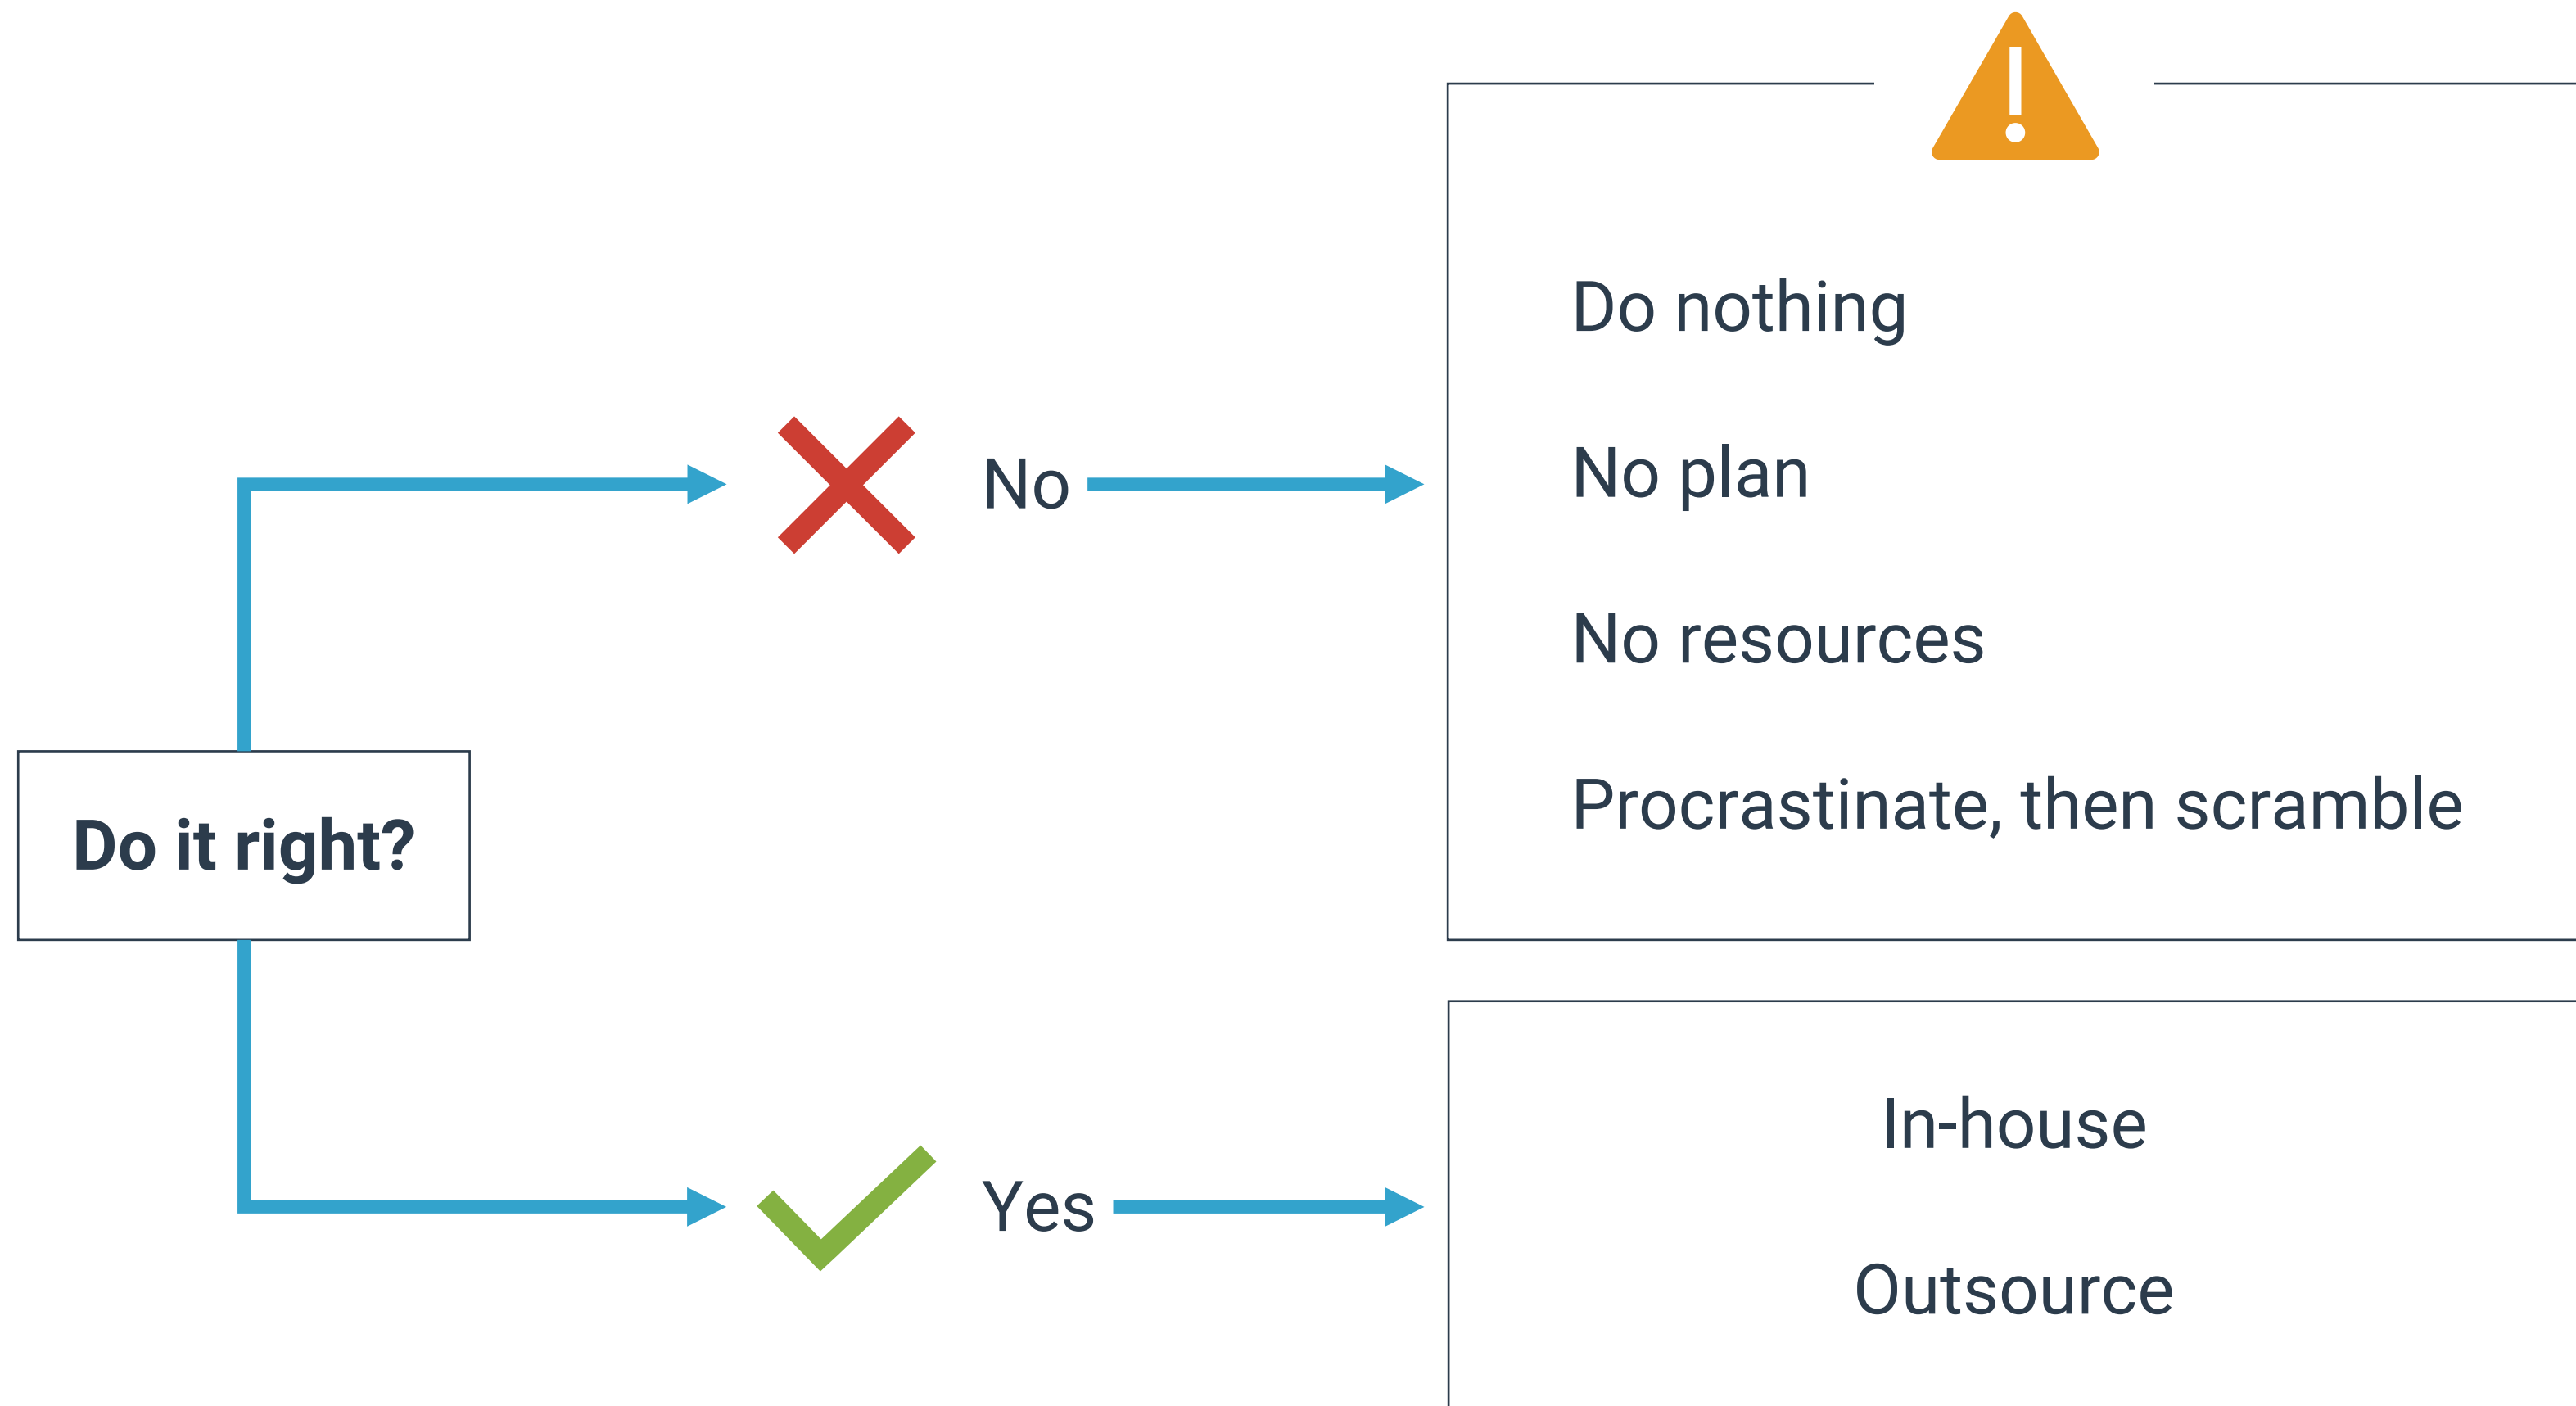 Do it right?
No
Do nothing
No plan
No resources
Procrastinate, then scramble
Yes
In-house
Outsource